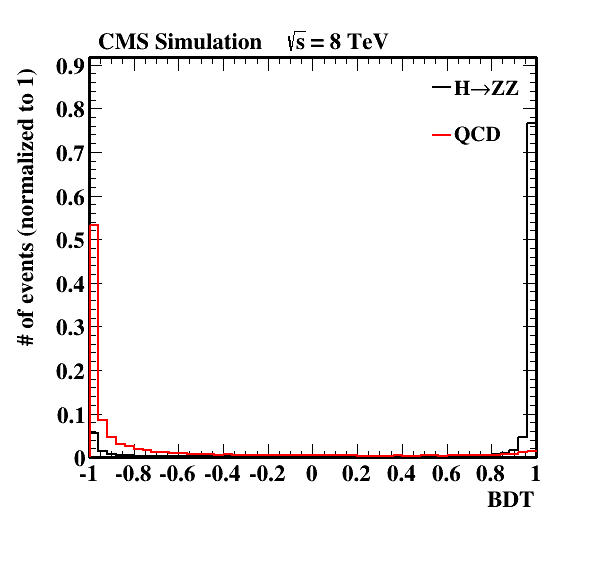 CMS Simulation √s = 8 TeV
# of events (normalized to 1)
0.9
0.8
0.7
0.6
0.5
0.4
0.3
0.2
0.1
0
H→ZZ
QCD
-1 -0.8 -0.6 -0.4 -0.2 0 0.2 0.4 0.6 0.8 1
BDT